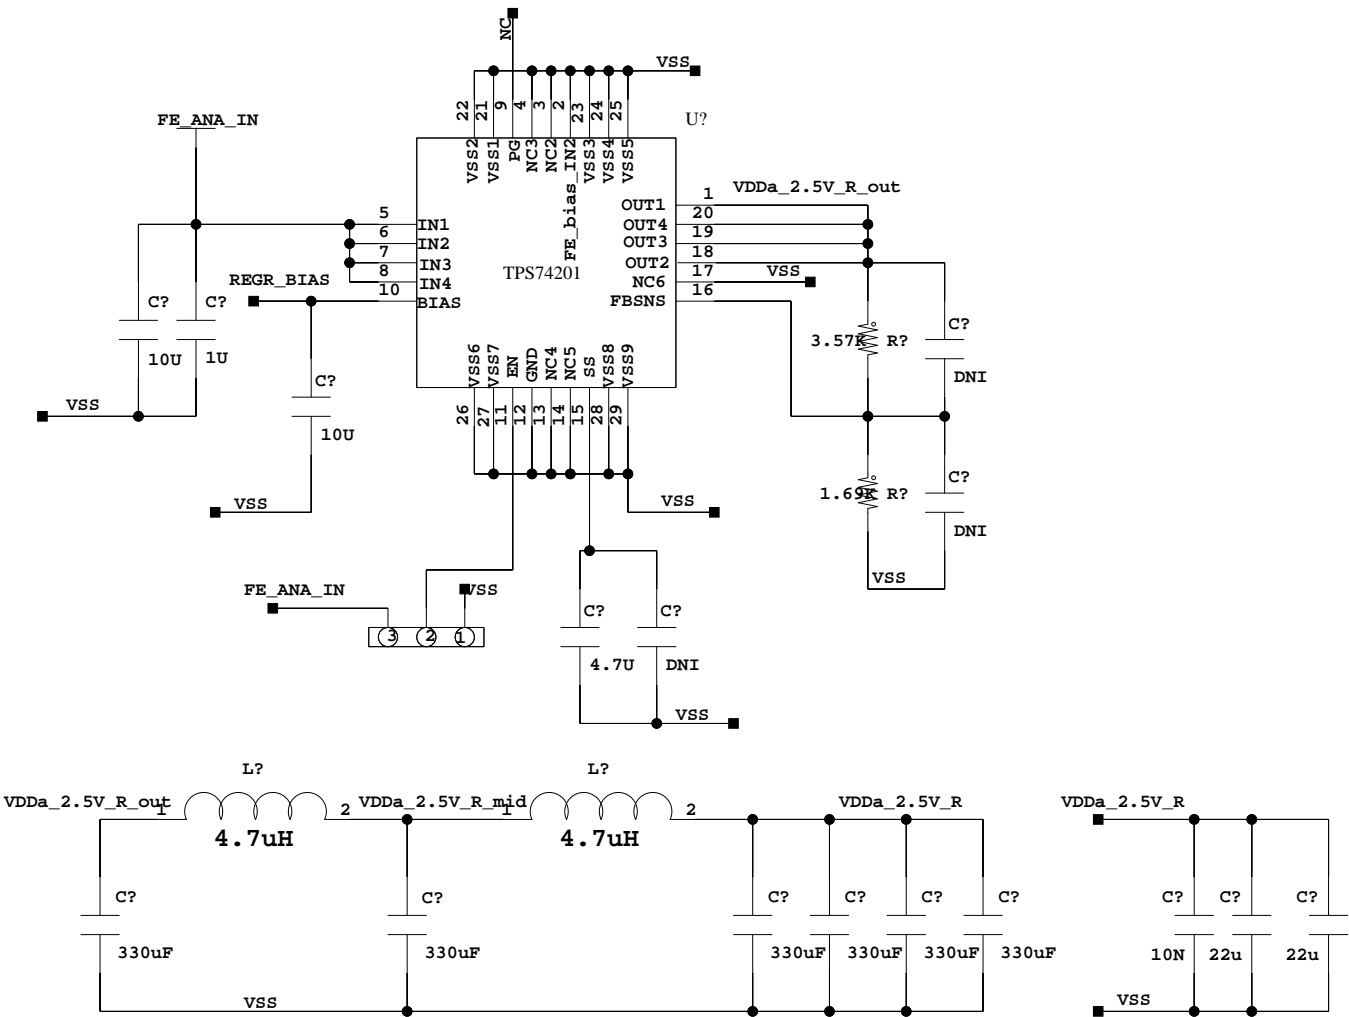 NC
VSS
22 21 9 4 3 2 23 24 25
U?
FE_ANA_IN
VSS2 VSS1 PG NC3 NC2 FE_bias_IN2 VSS3 VSS4 VSS5
VDDa_2.5V_R_out
5 IN1
6 IN2
7 IN3
8 IN4
10 BIAS
REGR_BIAS
TPS74201
OUT1 1
OUT4 20
OUT3 19
OUT2 18
NC6 17 VSS
FBSNS 16
C? C?
10U 1U
VSS
C?
10U
VSS
3.57K R?
C?
DNI
1.69K R?
C?
DNI
VSS
VSS6 VSS7 EN GND NC4 NC5 SS VSS8 VSS9
26 27 11 12 13 14 15 28 29
VSS
FE_ANA_IN
VSS
3 2 1
C? C?
4.7U DNI
VSS
L? L?
VDDa_2.5V_R_out 1 2 VDDa_2.5V_R_mid 1 2 VDDa_2.5V_R VDDa_2.5V_R
4.7uH 4.7uH
C? C? C? C? C? C? C? C? C?
330uF 330uF 330uF 330uF 330uF 330uF 10N 22u 22u
VSS VSS